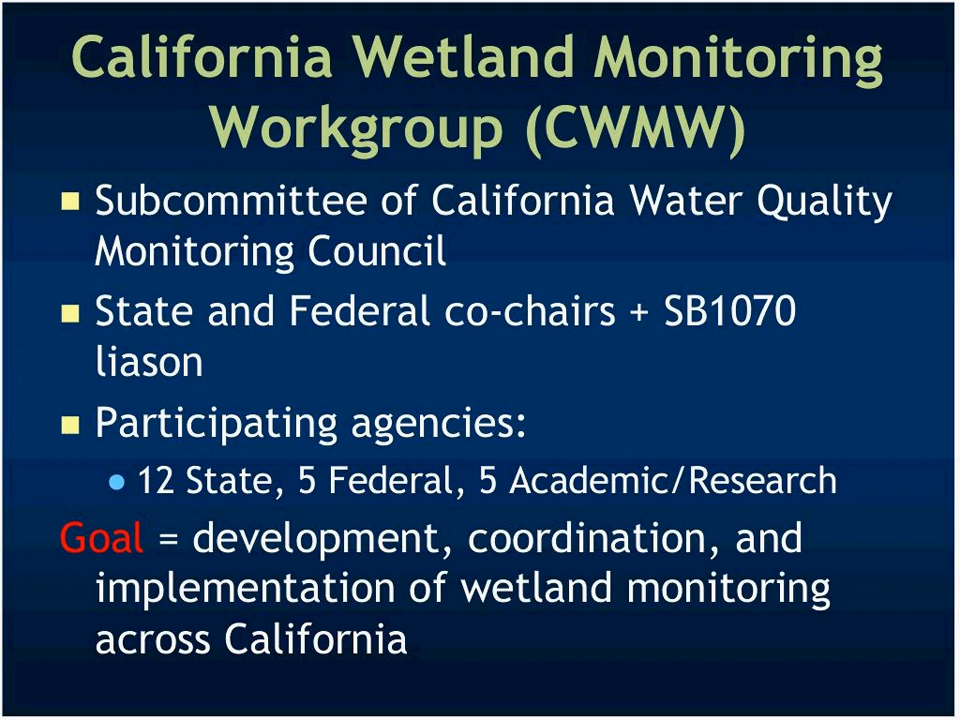 California Wetland Monitoring
Workgroup (CWMW)
Subcommittee of California Water Quality
Monitoring Council
State and Federal co-chairs + SB1070
liason
Participating agencies:
12 State, 5 Federal, 5 Academic/Research
Goal = development, coordination, and
implementation of wetland monitoring
across California